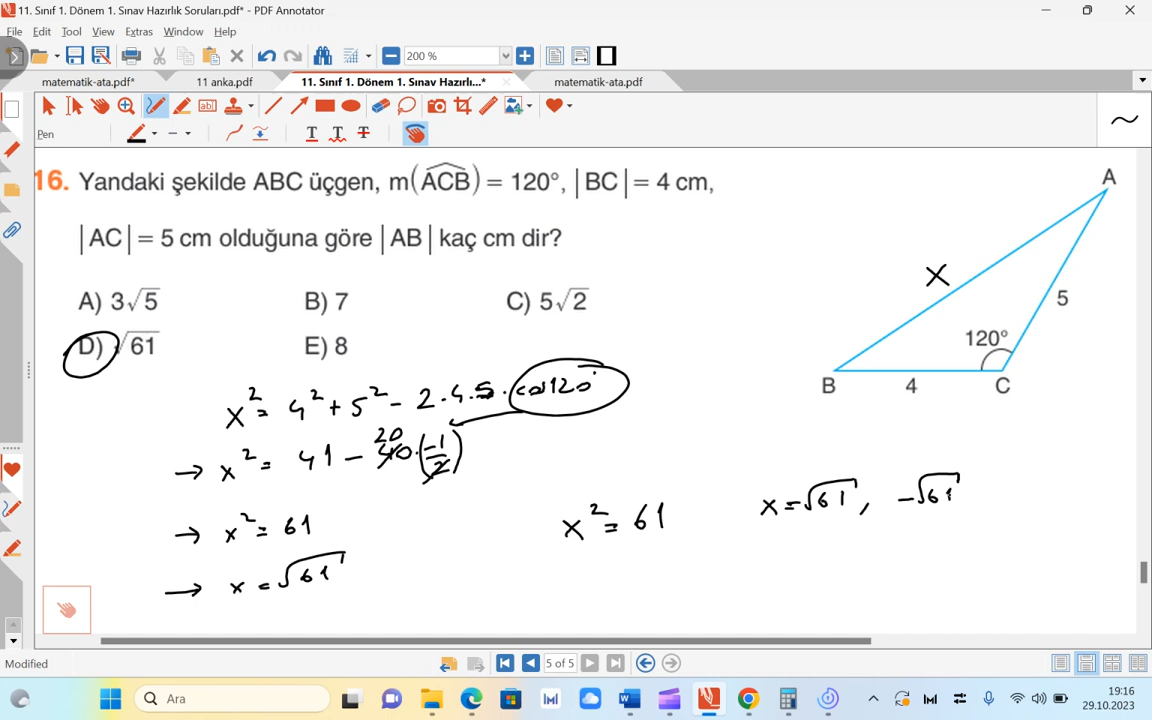 11. Sınıf 1. Dönem 1. Sınav Hazırlık Soruları.pdf* - PDF Annotator
File Edit Tool View Extras Window Help
200 %
matematik-ata.pdf* 11 anka.pdf 11. Sınıf 1. Dönem 1. Sınav Hazırlı...* matematik-ata.pdf
Pen
16. Yandaki şekilde ABC üçgen, m(ACB) = 120°, |BC| = 4 cm,
|AC| = 5 cm olduğuna göre |AB| kaç cm dir?
A) 3√5 B) 7 C) 5√2
D) √61 E) 8
A
x
5
120°
B 4 C
x² = 4² + 5² - 2.4.5.cos120°
20
→ x² = 41 - 40.(-1/2)
→ x² = 61
→ x = √61
x² = 61
x = √61, -√61
5 of 5
Modified
Ara
19:16
29.10.2023